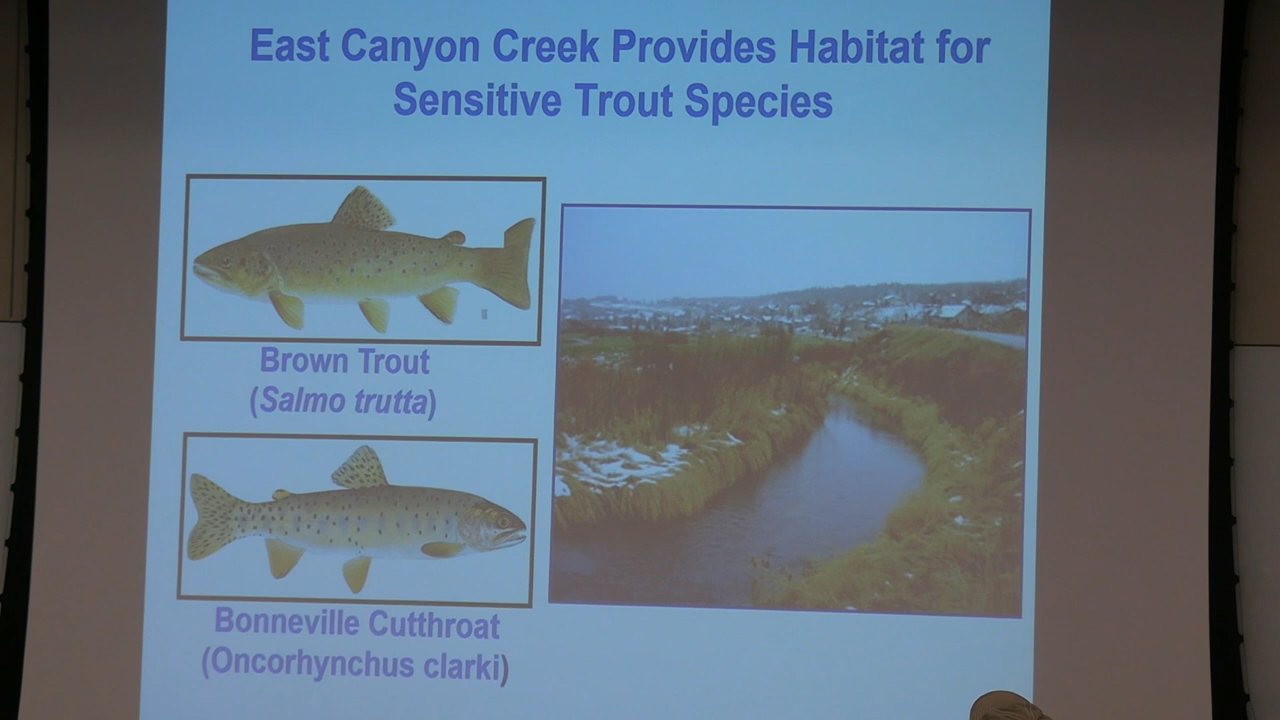 East Canyon Creek Provides Habitat for
Sensitive Trout Species
Brown Trout
(Salmo trutta)
Bonneville Cutthroat
(Oncorhynchus clarki)